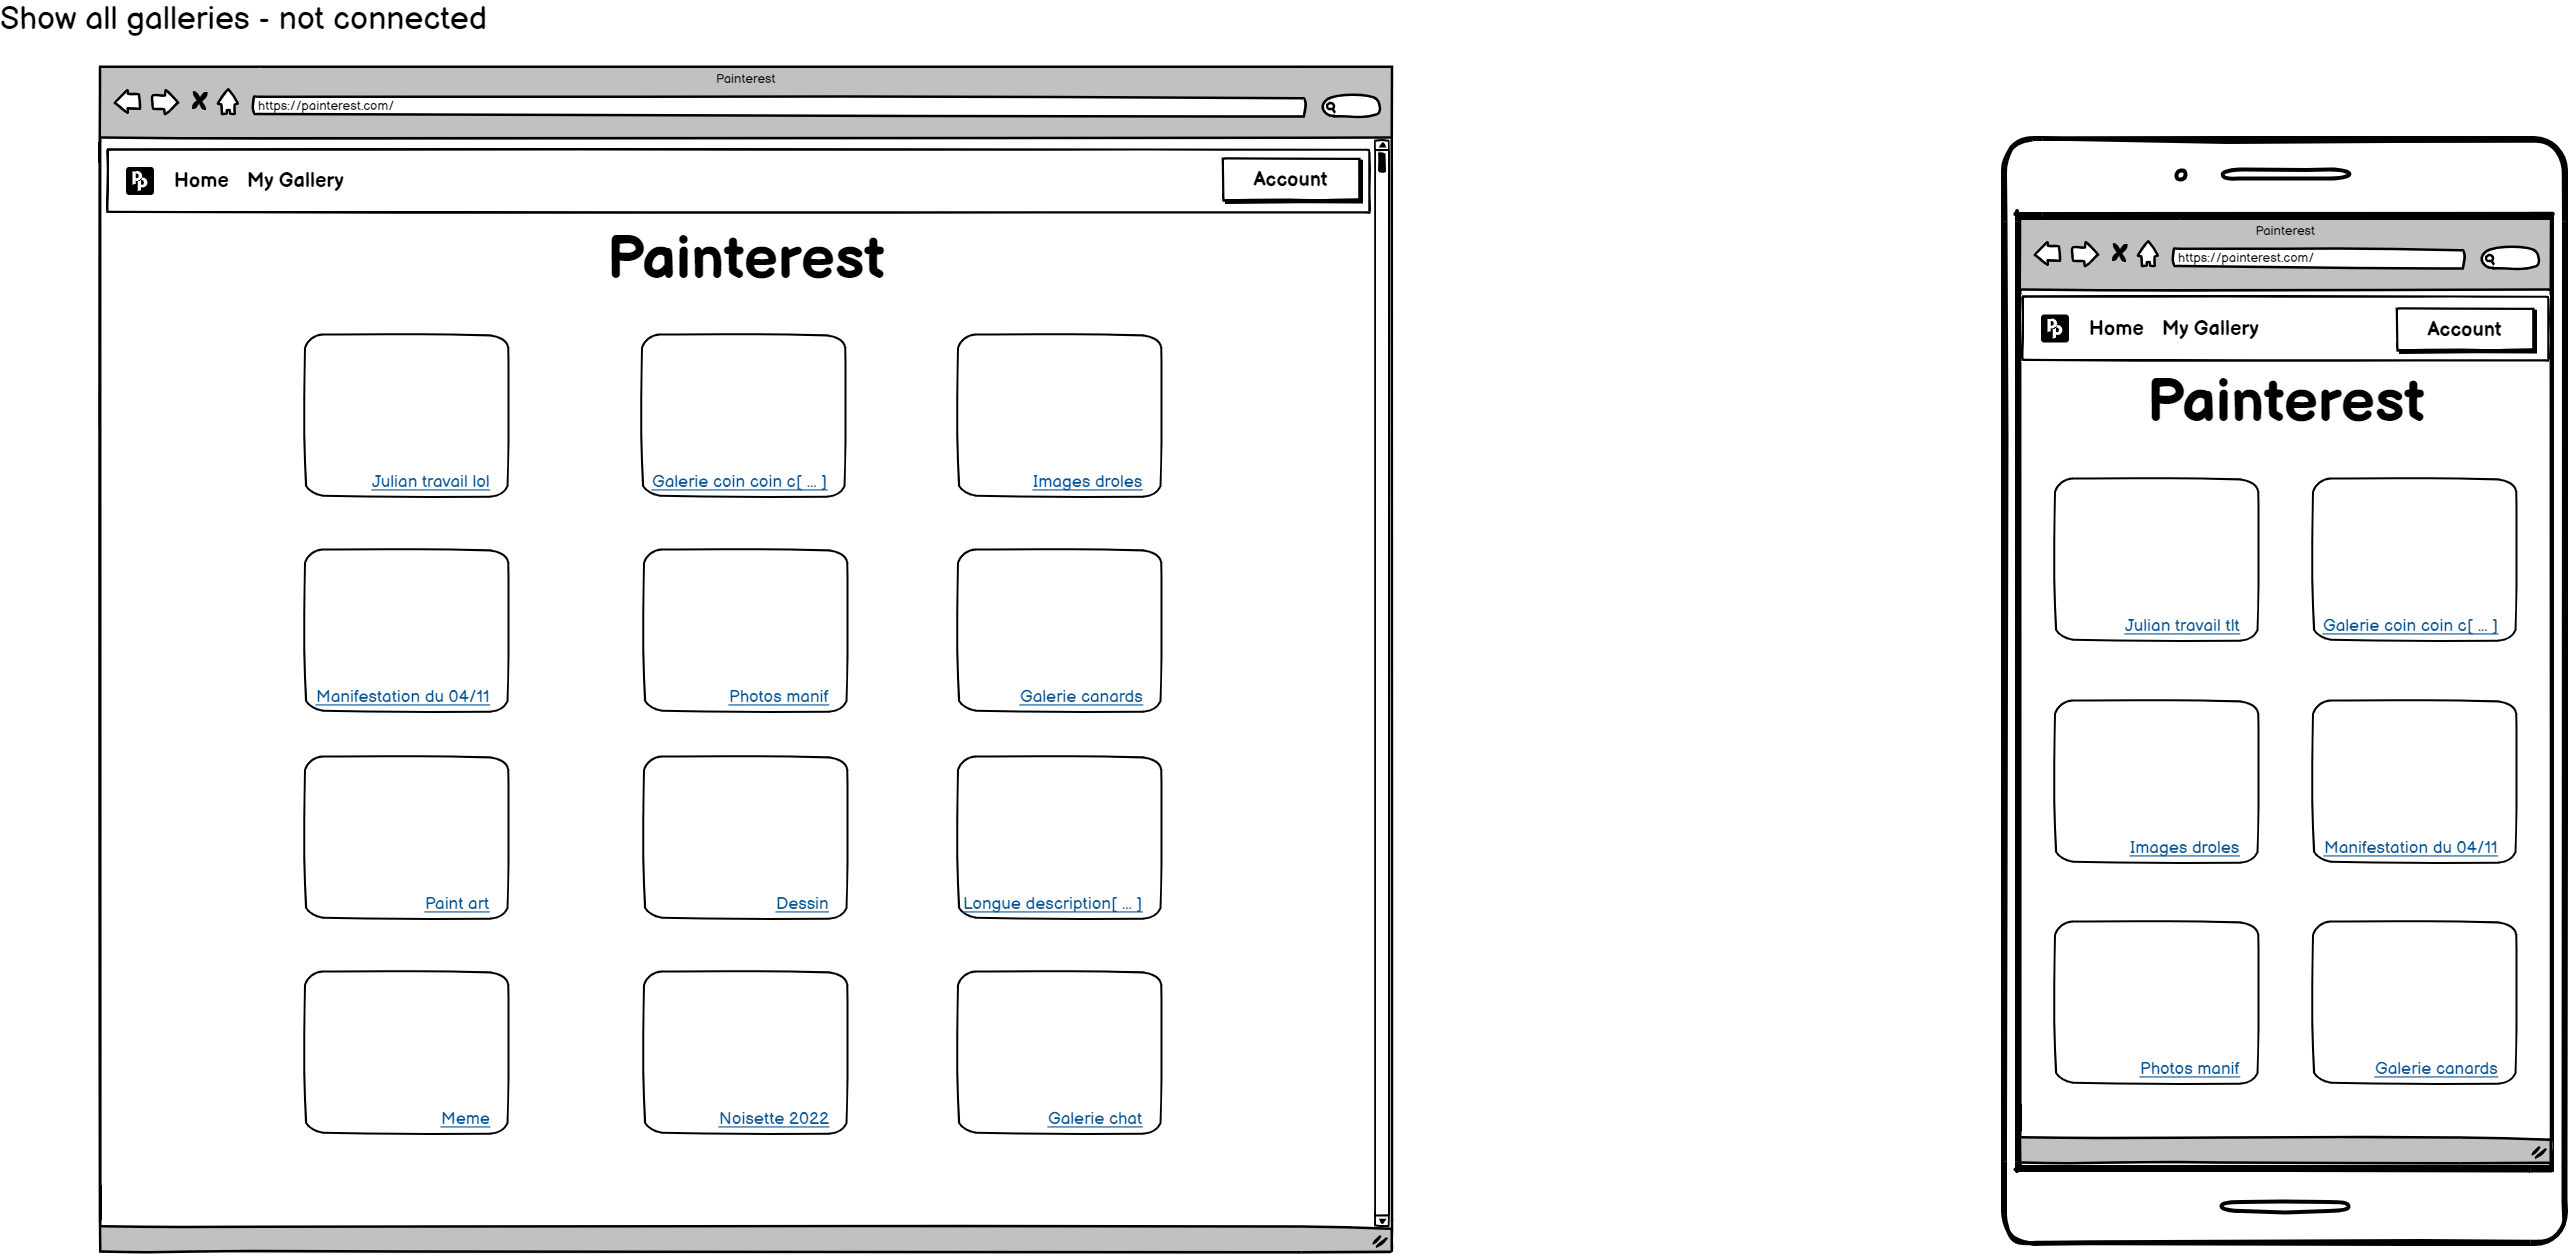 Show all galleries - not connected
Painterest
https://painterest.com/
Pp Home My Gallery Account
Painterest
Julian travail lol
Galerie coin coin c[ ... ]
Images droles
Manifestation du 04/11
Photos manif
Galerie canards
Paint art
Dessin
Longue description[ ... ]
Meme
Noisette 2022
Galerie chat
Painterest
https://painterest.com/
Pp Home My Gallery Account
Painterest
Julian travail tlt
Galerie coin coin c[ ... ]
Images droles
Manifestation du 04/11
Photos manif
Galerie canards